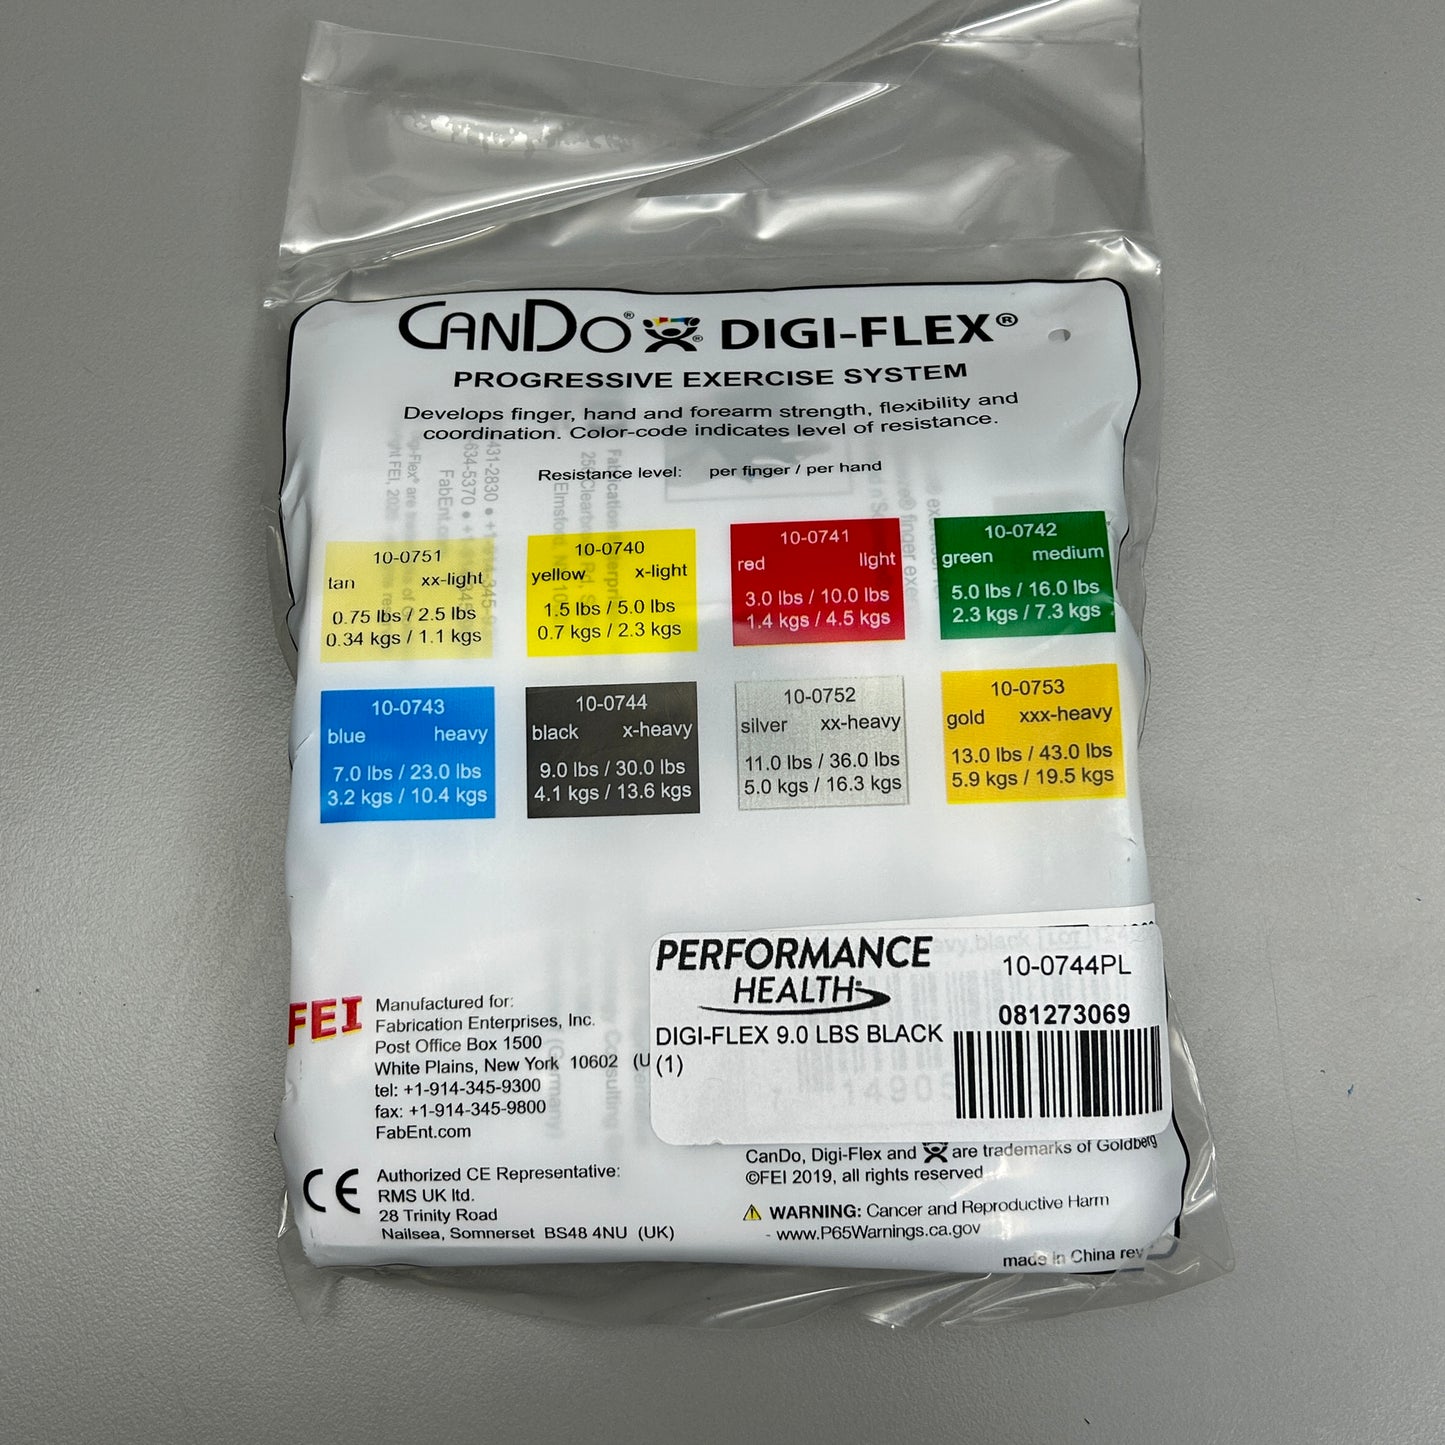 CANDO® ® DIGI-FLEX®
PROGRESSIVE EXERCISE SYSTEM
Develops finger, hand and forearm strength, flexibility and
coordination. Color-code indicates level of resistance.
Resistance level: per finger / per hand
10-0751
tan xx-light
0.75 lbs / 2.5 lbs
0.34 kgs / 1.1 kgs
10-0740
yellow x-light
1.5 lbs / 5.0 lbs
0.7 kgs / 2.3 kgs
10-0741
red light
3.0 lbs / 10.0 lbs
1.4 kgs / 4.5 kgs
10-0742
green medium
5.0 lbs / 16.0 lbs
2.3 kgs / 7.3 kgs
10-0743
blue heavy
7.0 lbs / 23.0 lbs
3.2 kgs / 10.4 kgs
10-0744
black x-heavy
9.0 lbs / 30.0 lbs
4.1 kgs / 13.6 kgs
10-0752
silver xx-heavy
11.0 lbs / 36.0 lbs
5.0 kgs / 16.3 kgs
10-0753
gold xxx-heavy
13.0 lbs / 43.0 lbs
5.9 kgs / 19.5 kgs
PERFORMANCE
HEALTH
10-0744PL
081273069
DIGI-FLEX 9.0 LBS BLACK
(1)
FEI
Manufactured for:
Fabrication Enterprises, Inc.
Post Office Box 1500
White Plains, New York 10602 (U
tel: +1-914-345-9300
fax: +1-914-345-9800
FabEnt.com
CE
Authorized CE Representative:
RMS UK ltd.
28 Trinity Road
Nailsea, Somnerset BS48 4NU (UK)
CanDo, Digi-Flex and are trademarks of Goldberg
©FEI 2019, all rights reserved
WARNING: Cancer and Reproductive Harm
- www.P65Warnings.ca.gov
made in China rev